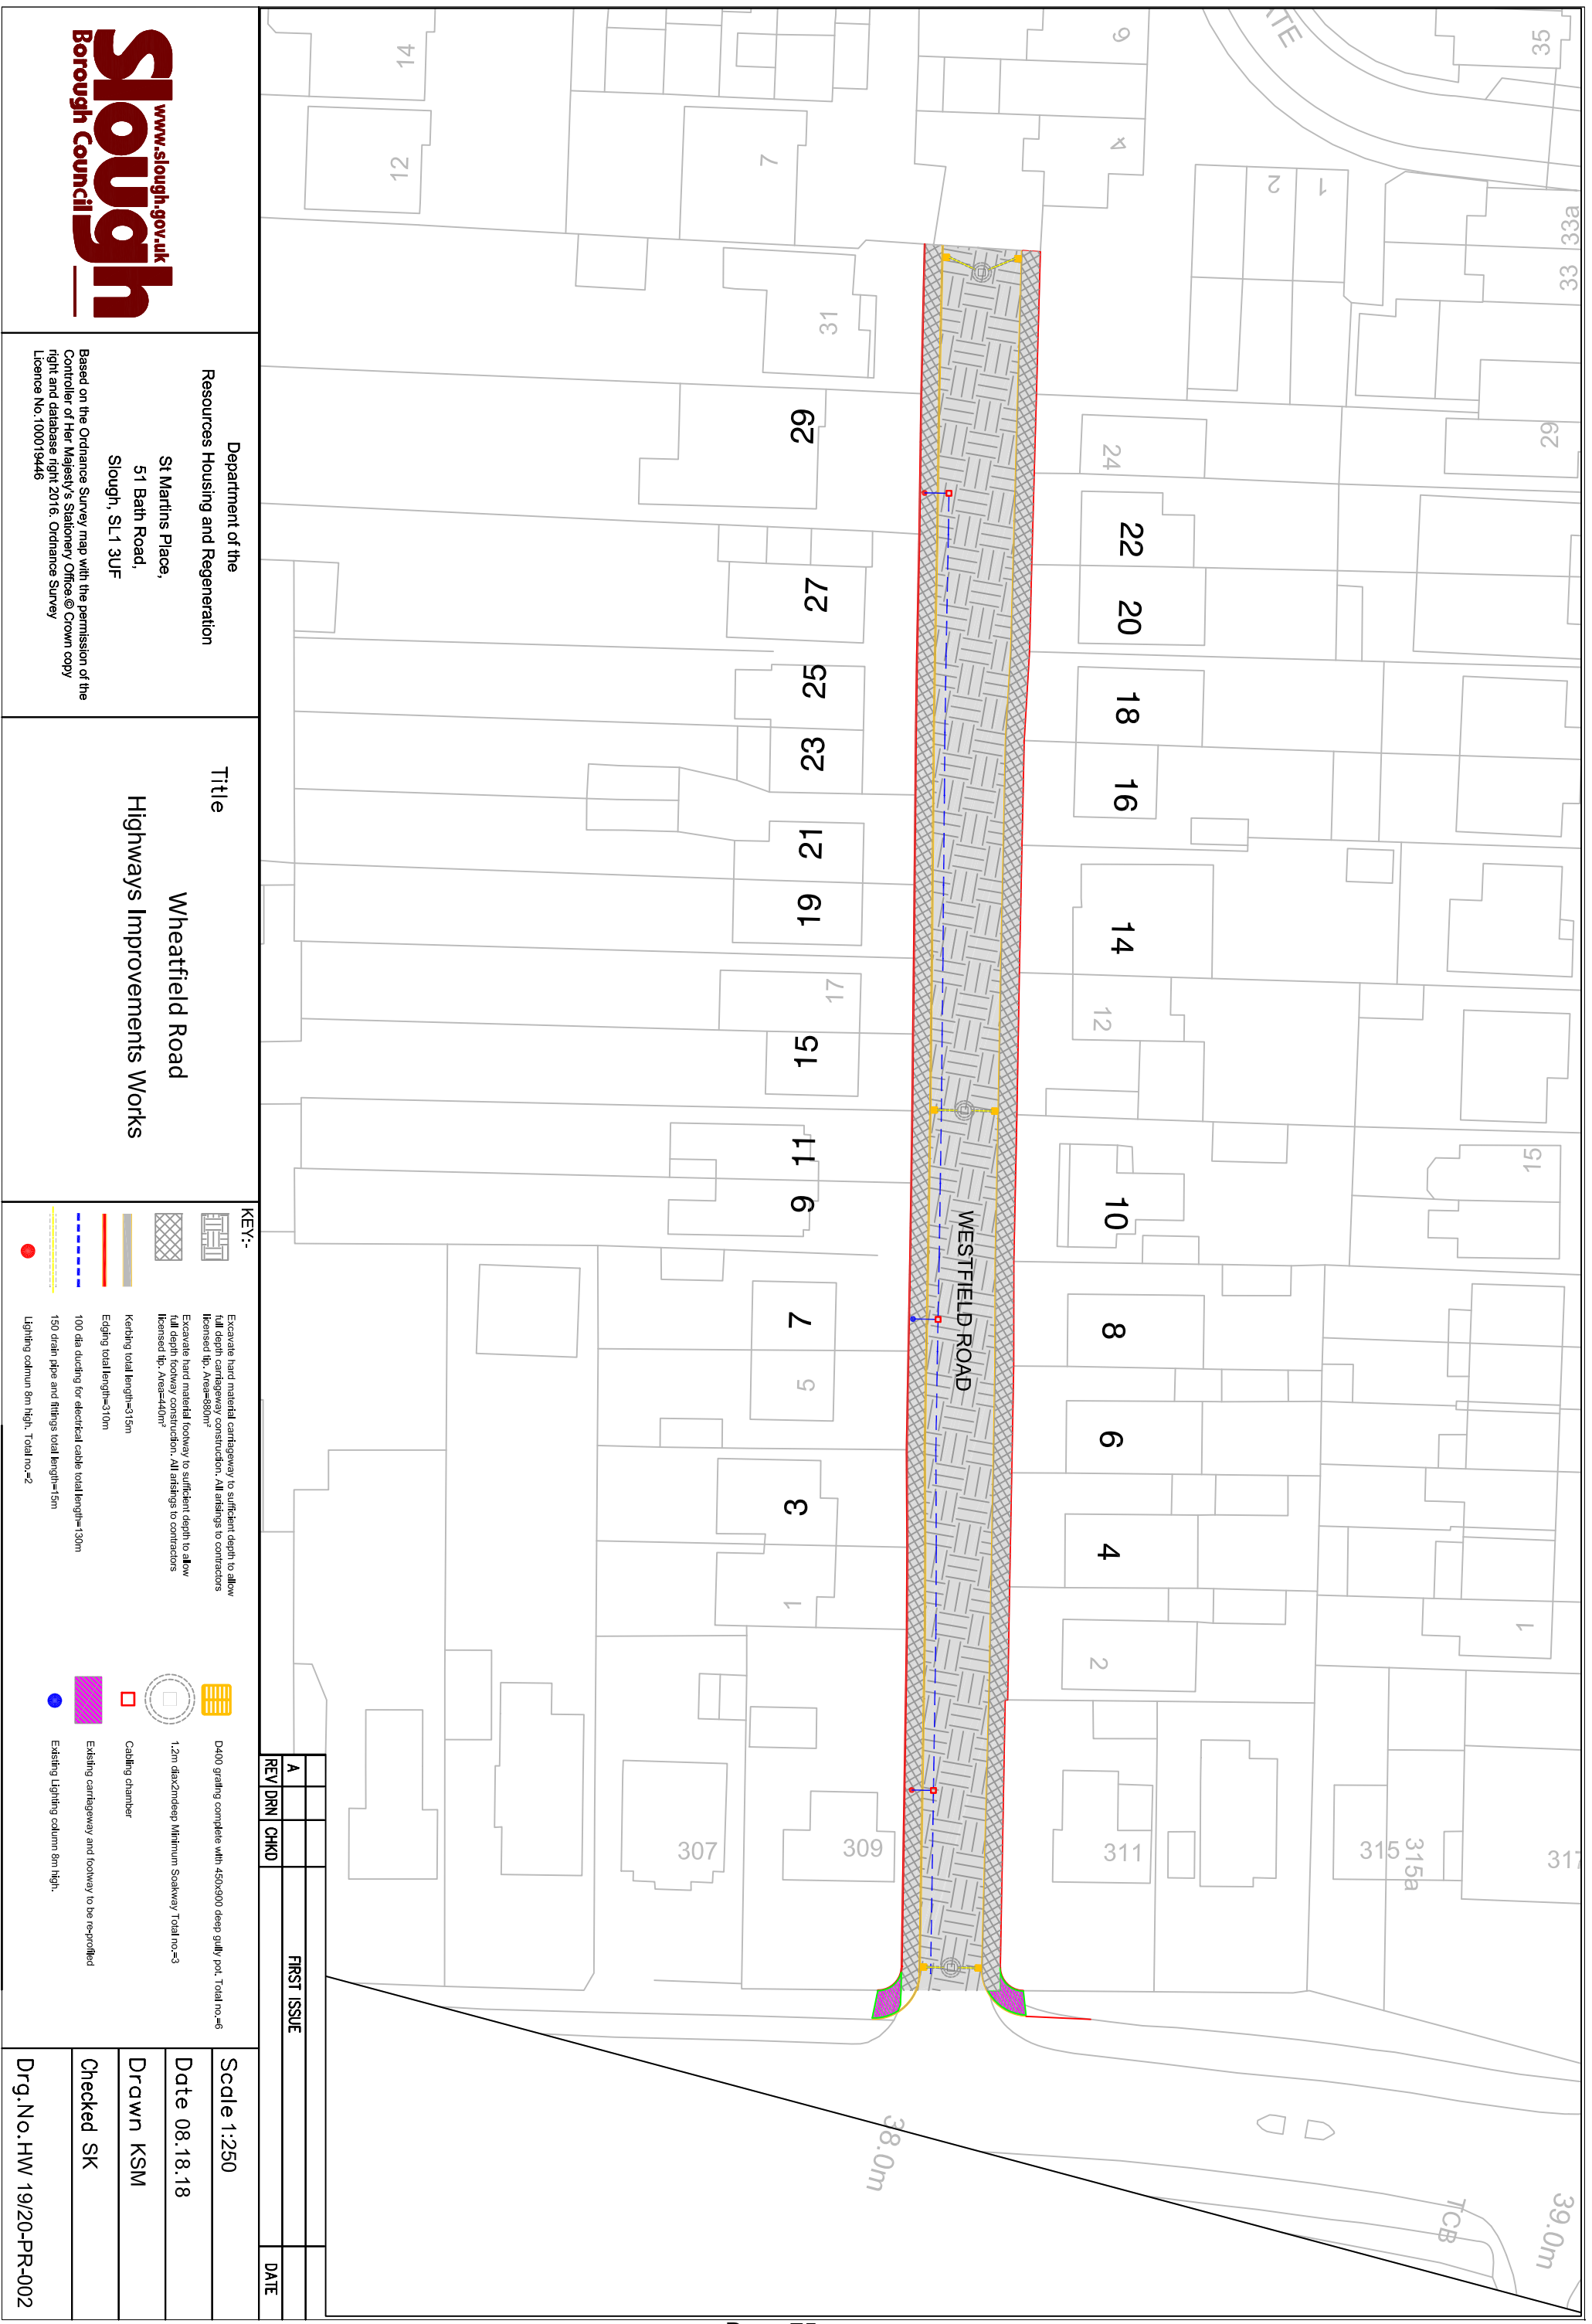 35
ATE
9
14
12
7
4
2
1
33a
33
31
29
24
29
22
27
20
25
18
23
16
21
19
14
17
12
15
11
15
9
10
WESTFIELD ROAD
7
8
5
6
3
4
1
1
2
307
309
311
315
315a
317
38.0m
39.0m
TCB
Slough
www.slough.gov.uk
Borough Council
Department of the
Resources Housing and Regeneration
St Martins Place,
51 Bath Road,
Slough, SL1 3UF
Based on the Ordnance Survey map with the permission of the
Controller of Her Majesty's Stationery Office.© Crown copy
right and database right 2016. Ordnance Survey
Licence No.100019446
Title
Wheatfield Road
Highways Improvements Works
KEY:-
Excavate hard material carriageway to sufficient depth to allow
full depth carriageway construction. All arisings to contractors
licensed tip. Area=880m²
Excavate hard material footway to sufficient depth to allow
full depth footway construction. All arisings to contractors
licensed tip. Area=440m²
Kerbing total length=315m
Edging total length=310m
100 dia ducting for electrical cable total length=130m
150 drain pipe and fittings total length=15m
Lighting colmun 8m high. Total no.=2
D400 grating complete with 450x900 deep gully pot. Total no.=6
1.2m diax2mdeep Minimum Soakway Total no.=3
Cabling chamber
Existing carriageway and footway to be re-profiled
Existing Lighting column 8m high.
A
FIRST ISSUE
REV DRN CHKD DATE
Scale 1:250
Date 08.18.18
Drawn KSM
Checked SK
Drg.No.HW 19/20-PR-002